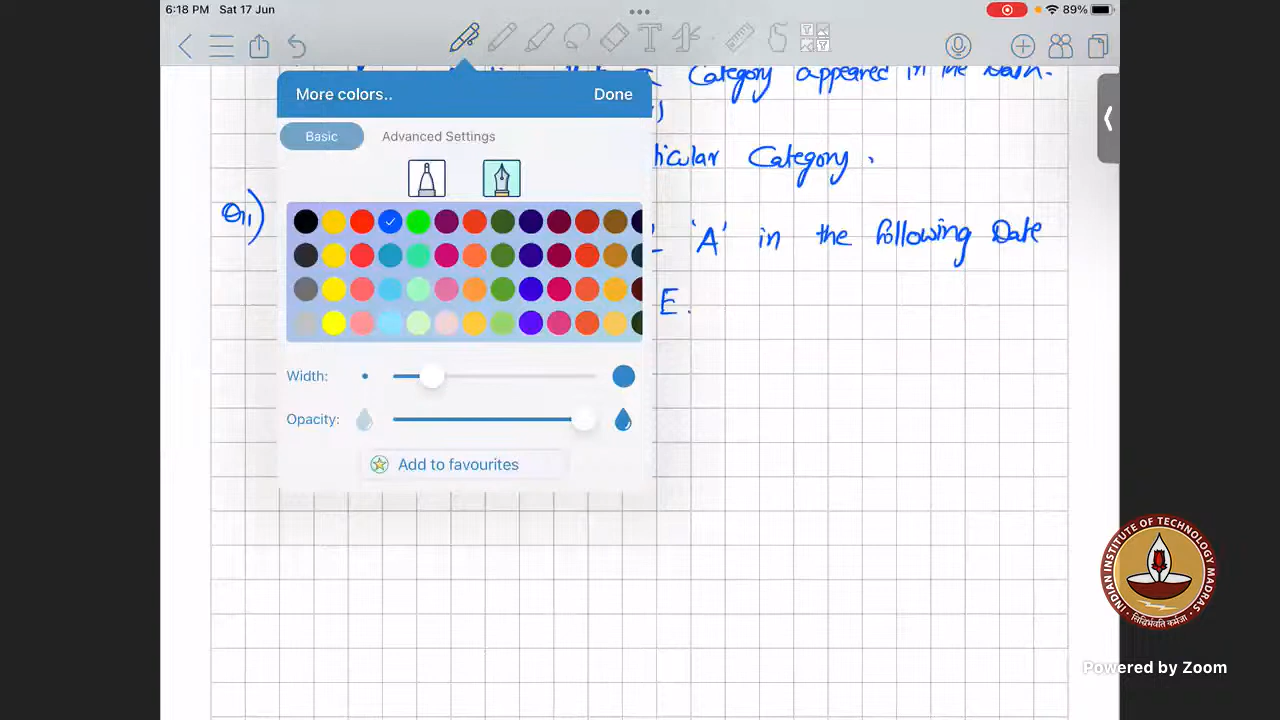 6:18 PM Sat 17 Jun
89%
More colors..
Done
Basic
Advanced Settings
Category appeared in the
Category.
Q1)
'A' in the following Date
E.
Width:
Opacity:
Add to favourites
INDIAN INSTITUTE OF TECHNOLOGY MADRAS
सिद्धिर्भवति कर्मजा
Powered by Zoom